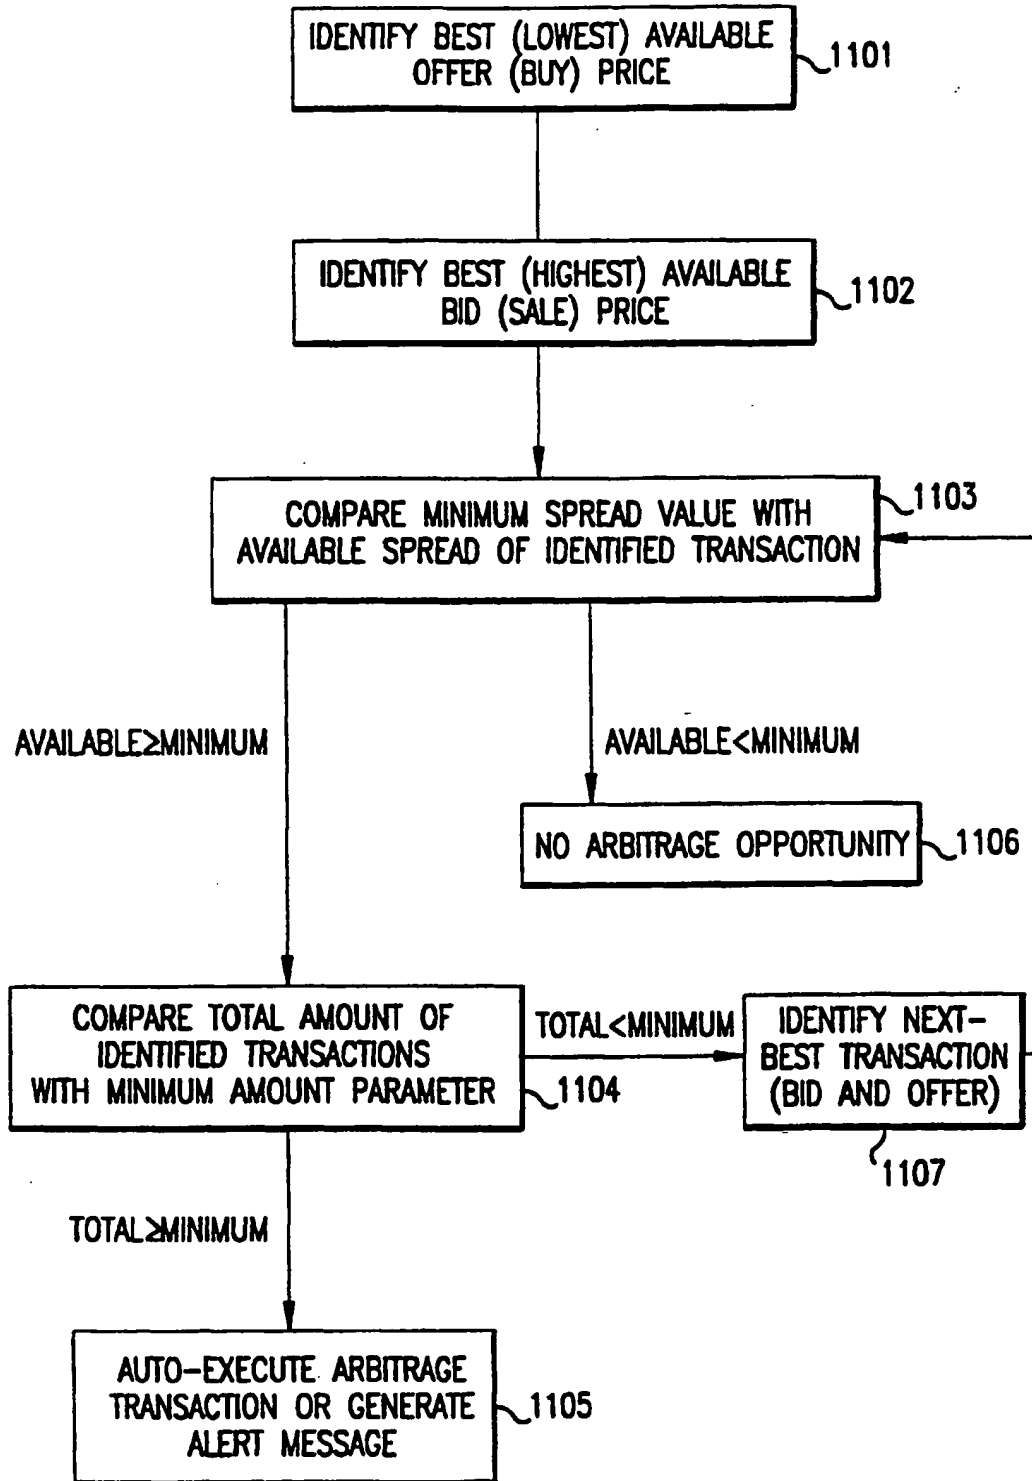 IDENTIFY BEST (LOWEST) AVAILABLE
OFFER (BUY) PRICE
1101
IDENTIFY BEST (HIGHEST) AVAILABLE
BID (SALE) PRICE
1102
COMPARE MINIMUM SPREAD VALUE WITH
AVAILABLE SPREAD OF IDENTIFIED TRANSACTION
1103
AVAILABLE≥MINIMUM
AVAILABLE<MINIMUM
NO ARBITRAGE OPPORTUNITY
1106
COMPARE TOTAL AMOUNT OF
IDENTIFIED TRANSACTIONS
WITH MINIMUM AMOUNT PARAMETER
1104
TOTAL<MINIMUM
IDENTIFY NEXT-
BEST TRANSACTION
(BID AND OFFER)
1107
TOTAL≥MINIMUM
AUTO-EXECUTE ARBITRAGE
TRANSACTION OR GENERATE
ALERT MESSAGE
1105